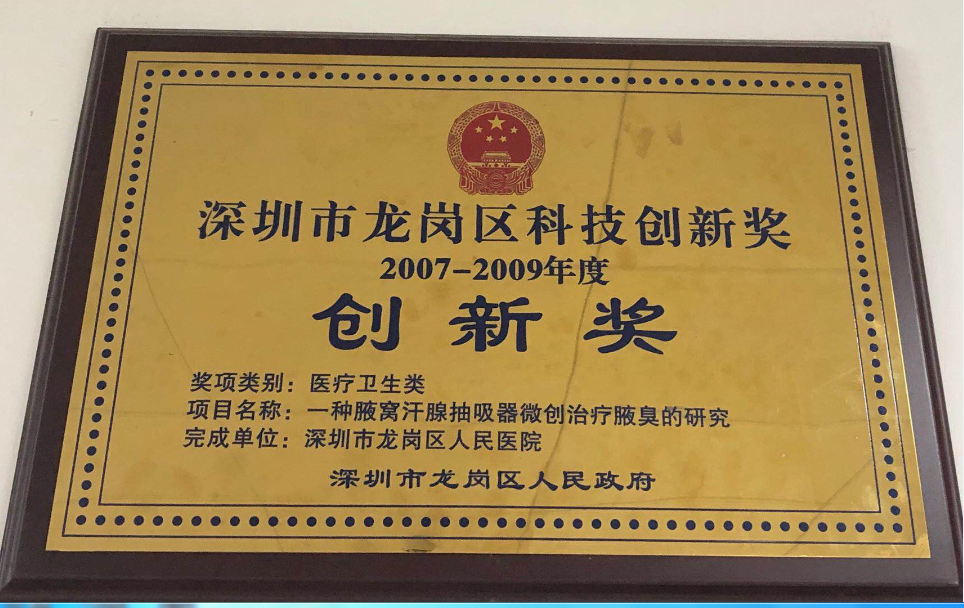 深圳市龙岗区科技创新奖
2007-2009年度
创新奖
奖项类别：医疗卫生类
项目名称：一种腋窝汗腺抽吸器微创治疗腋臭的研究
完成单位：深圳市龙岗区人民医院
深圳市龙岗区人民政府